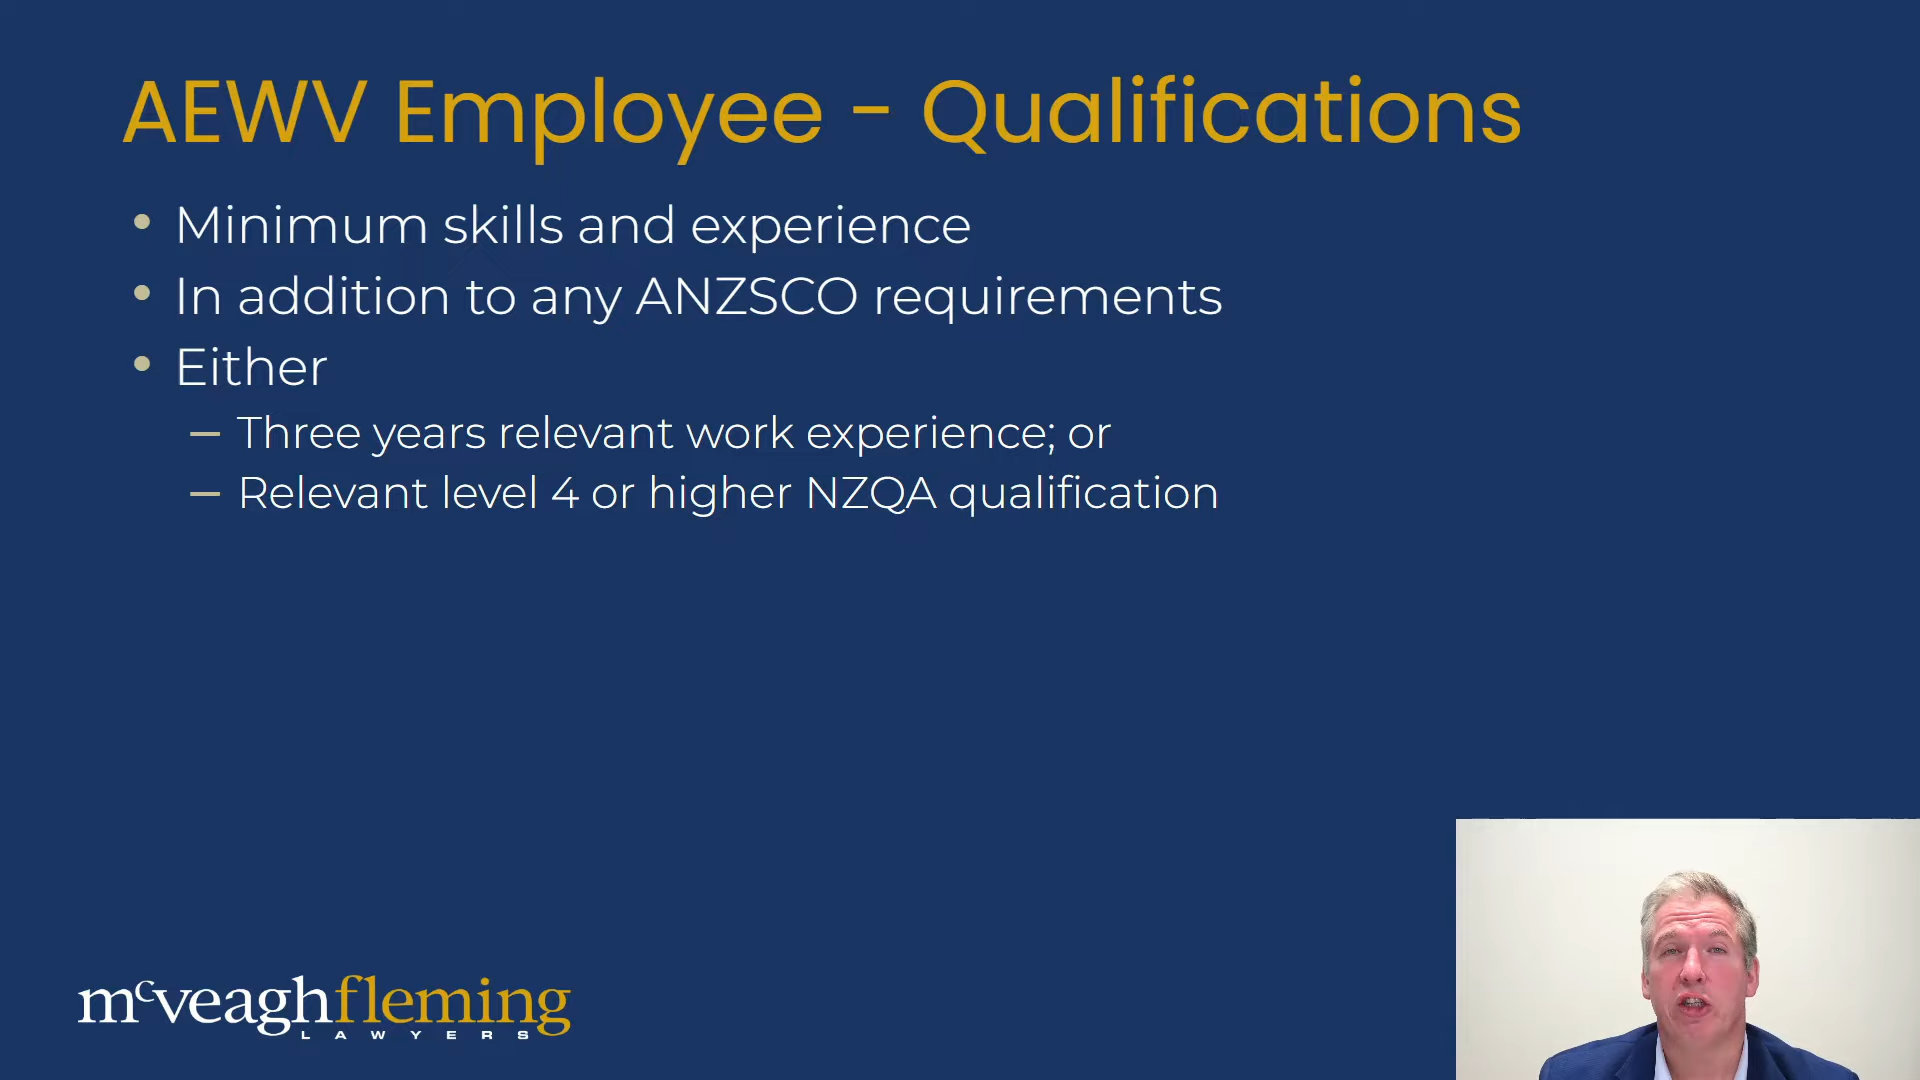 AEWV Employee - Qualifications
• Minimum skills and experience
• In addition to any ANZSCO requirements
• Either
– Three years relevant work experience; or
– Relevant level 4 or higher NZQA qualification
mcveaghfleming
LAWYERS